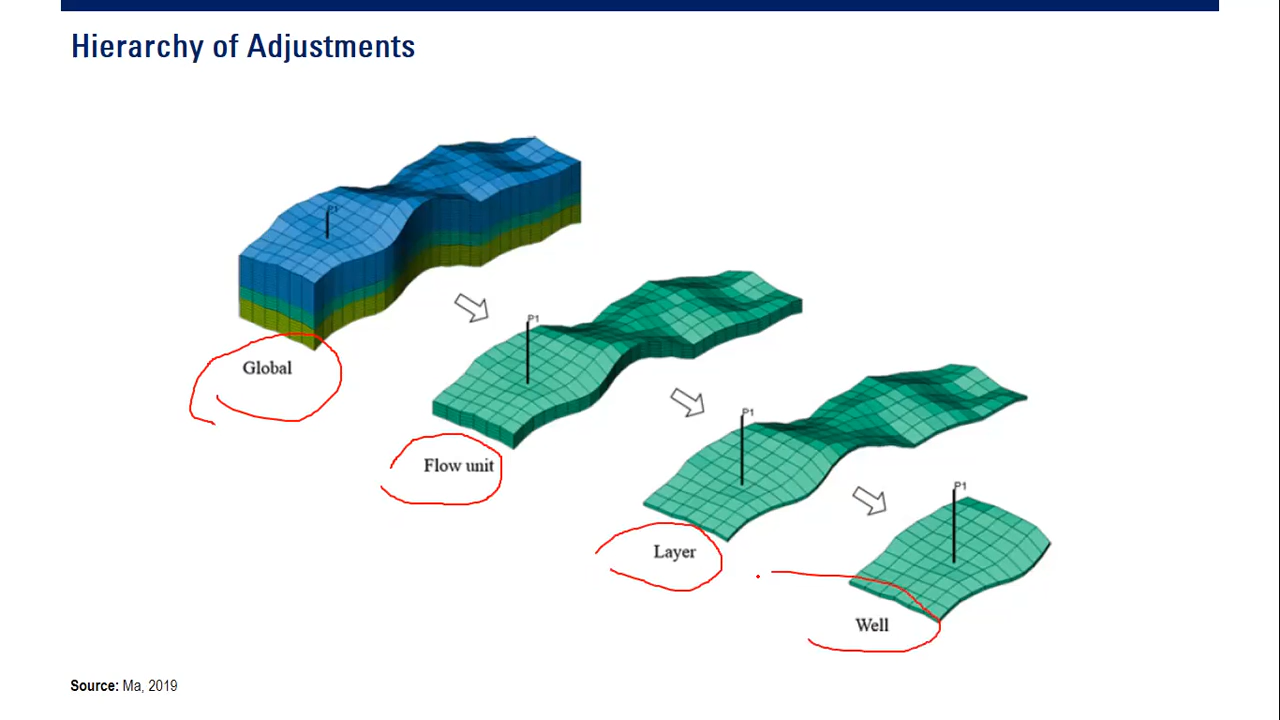 Hierarchy of Adjustments
P1
Global
P1
Flow unit
P1
Layer
P1
Well
Source: Ma, 2019